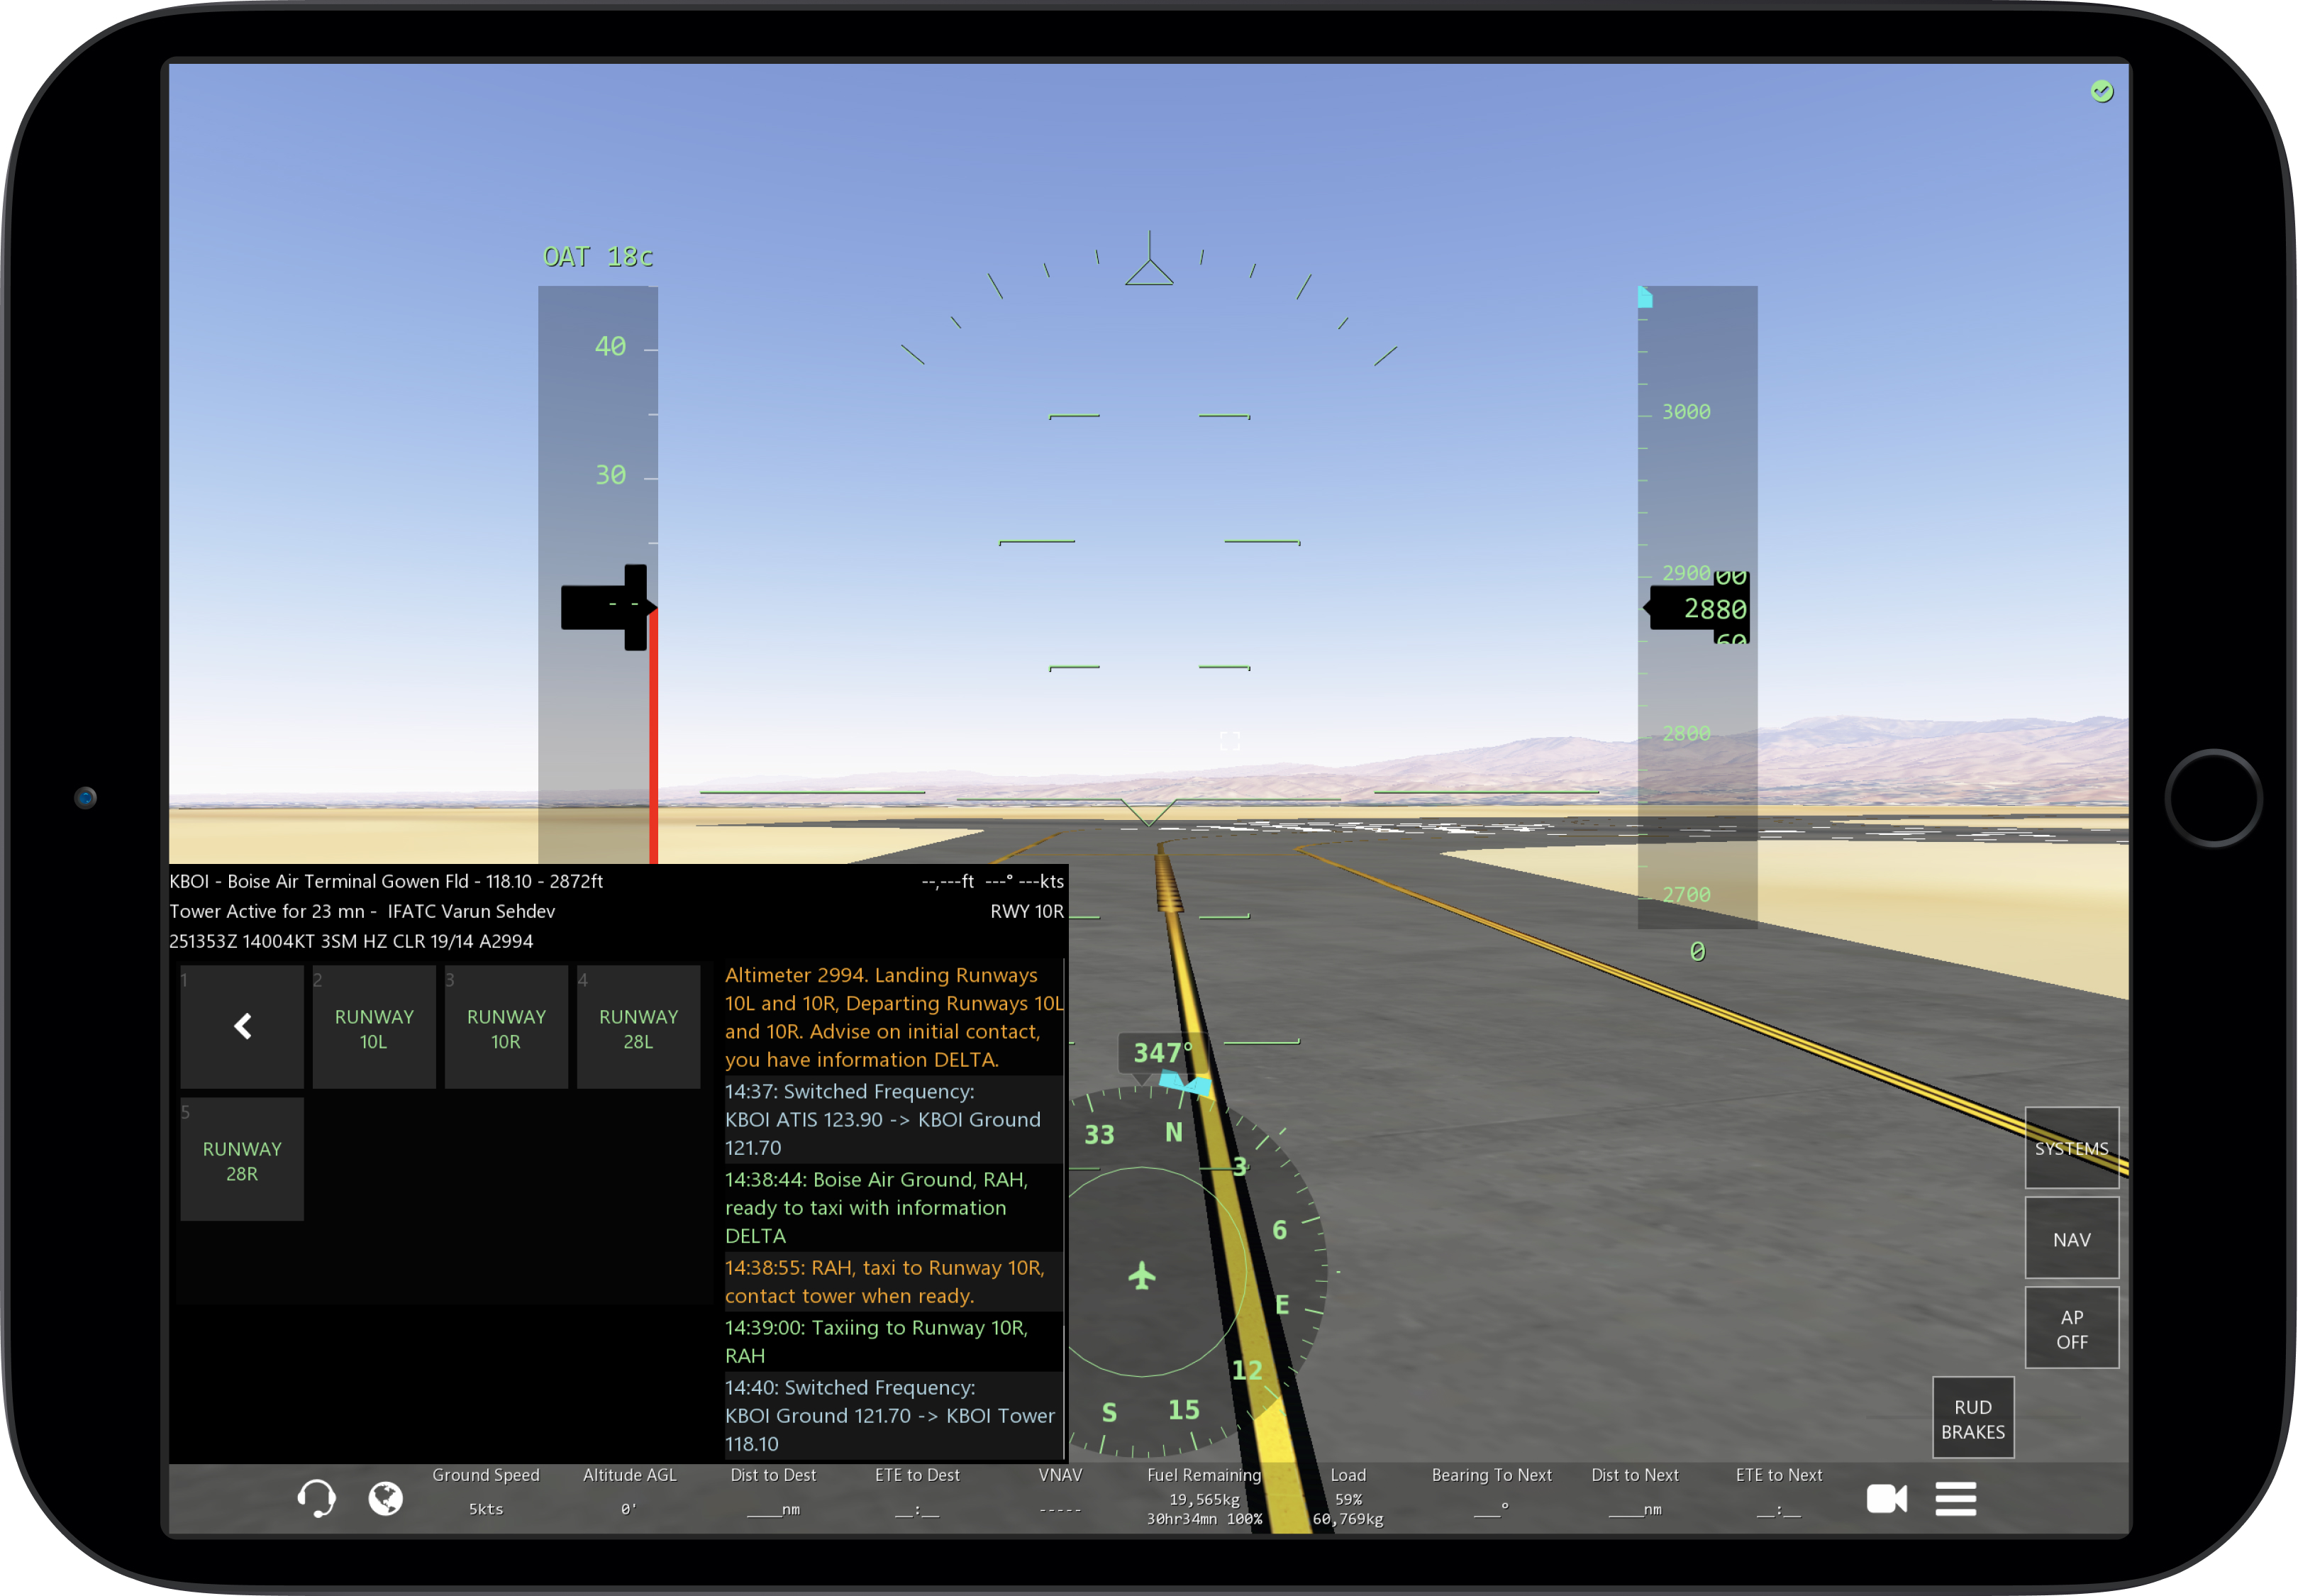 OAT 18c
40
30
- -
3000
2900
00
2880
60
2800
2700
0
KBOI - Boise Air Terminal Gowen Fld - 118.10 - 2872ft
--,---ft ---° ---kts
Tower Active for 23 mn - IFATC Varun Sehdev
RWY 10R
251353Z 14004KT 3SM HZ CLR 19/14 A2994
1
2
RUNWAY
10L
3
RUNWAY
10R
4
RUNWAY
28L
5
RUNWAY
28R
Altimeter 2994. Landing Runways
10L and 10R, Departing Runways 10L
and 10R. Advise on initial contact,
you have information DELTA.
14:37: Switched Frequency:
KBOI ATIS 123.90 -> KBOI Ground
121.70
14:38:44: Boise Air Ground, RAH,
ready to taxi with information
DELTA
14:38:55: RAH, taxi to Runway 10R,
contact tower when ready.
14:39:00: Taxiing to Runway 10R,
RAH
14:40: Switched Frequency:
KBOI Ground 121.70 -> KBOI Tower
118.10
347°
33
N
3
6
E
12
15
S
SYSTEMS
NAV
AP
OFF
RUD
BRAKES
Ground Speed
5kts
Altitude AGL
0'
Dist to Dest
____nm
ETE to Dest
__:__
VNAV
-----
Fuel Remaining
19,565kg
30hr34mn 100%
Load
59%
60,769kg
Bearing To Next
___°
Dist to Next
____nm
ETE to Next
__:__